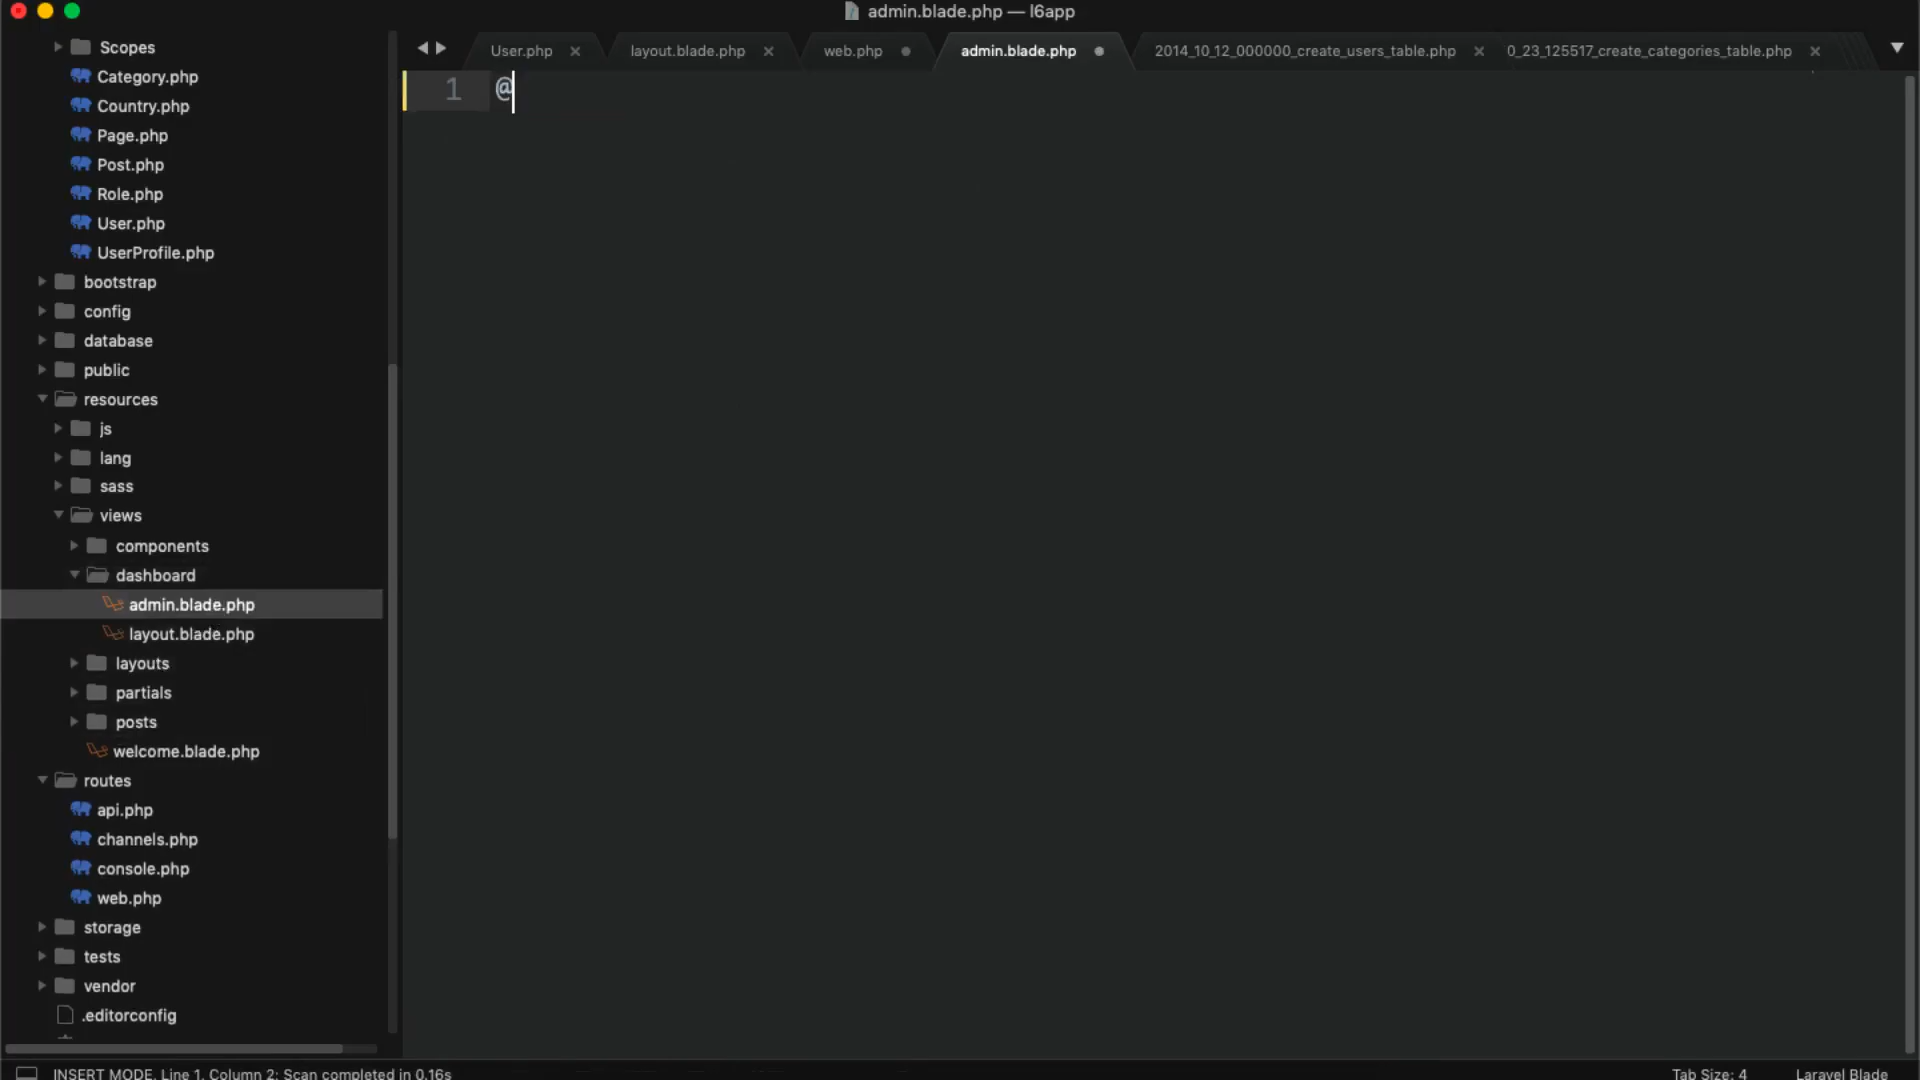 admin.blade.php — l6app
User.php
layout.blade.php
web.php
admin.blade.php
2014_10_12_000000_create_users_table.php
0_23_125517_create_categories_table.php
1
@
Scopes
Category.php
Country.php
Page.php
Post.php
Role.php
User.php
UserProfile.php
bootstrap
config
database
public
resources
js
lang
sass
views
components
dashboard
admin.blade.php
layout.blade.php
layouts
partials
posts
welcome.blade.php
routes
api.php
channels.php
console.php
web.php
storage
tests
vendor
.editorconfig
INSERT MODE, Line 1, Column 2; Scan completed in 0.16s
Tab Size: 4
Laravel Blade